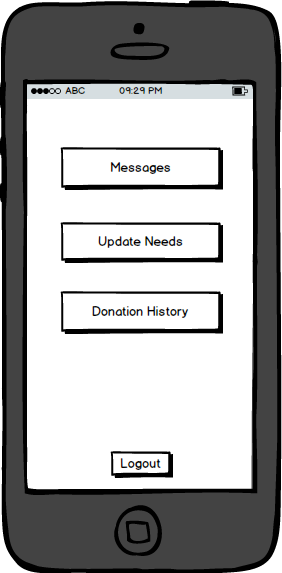 ABC 09:29 PM
Messages
Update Needs
Donation History
Logout